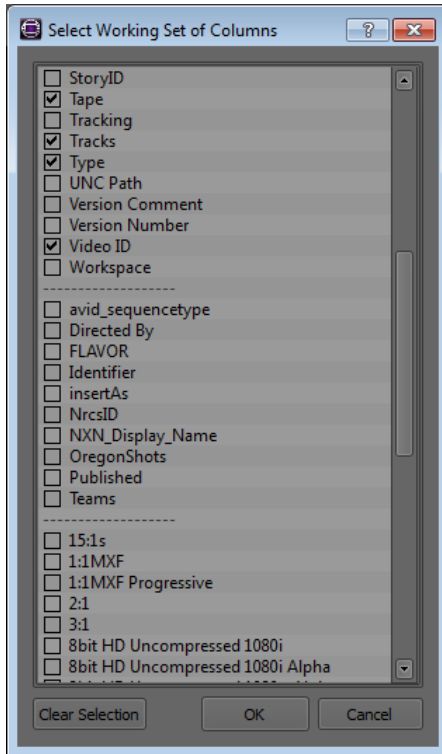 Select Working Set of Columns
StoryID
Tape
Tracking
Tracks
Type
UNC Path
Version Comment
Version Number
Video ID
Workspace
-------------------
avid_sequencetype
Directed By
FLAVOR
Identifier
insertAs
NrcsID
NXN_Display_Name
OregonShots
Published
Teams
-------------------
15:1s
1:1MXF
1:1MXF Progressive
2:1
3:1
8bit HD Uncompressed 1080i
8bit HD Uncompressed 1080i Alpha
Clear Selection OK Cancel